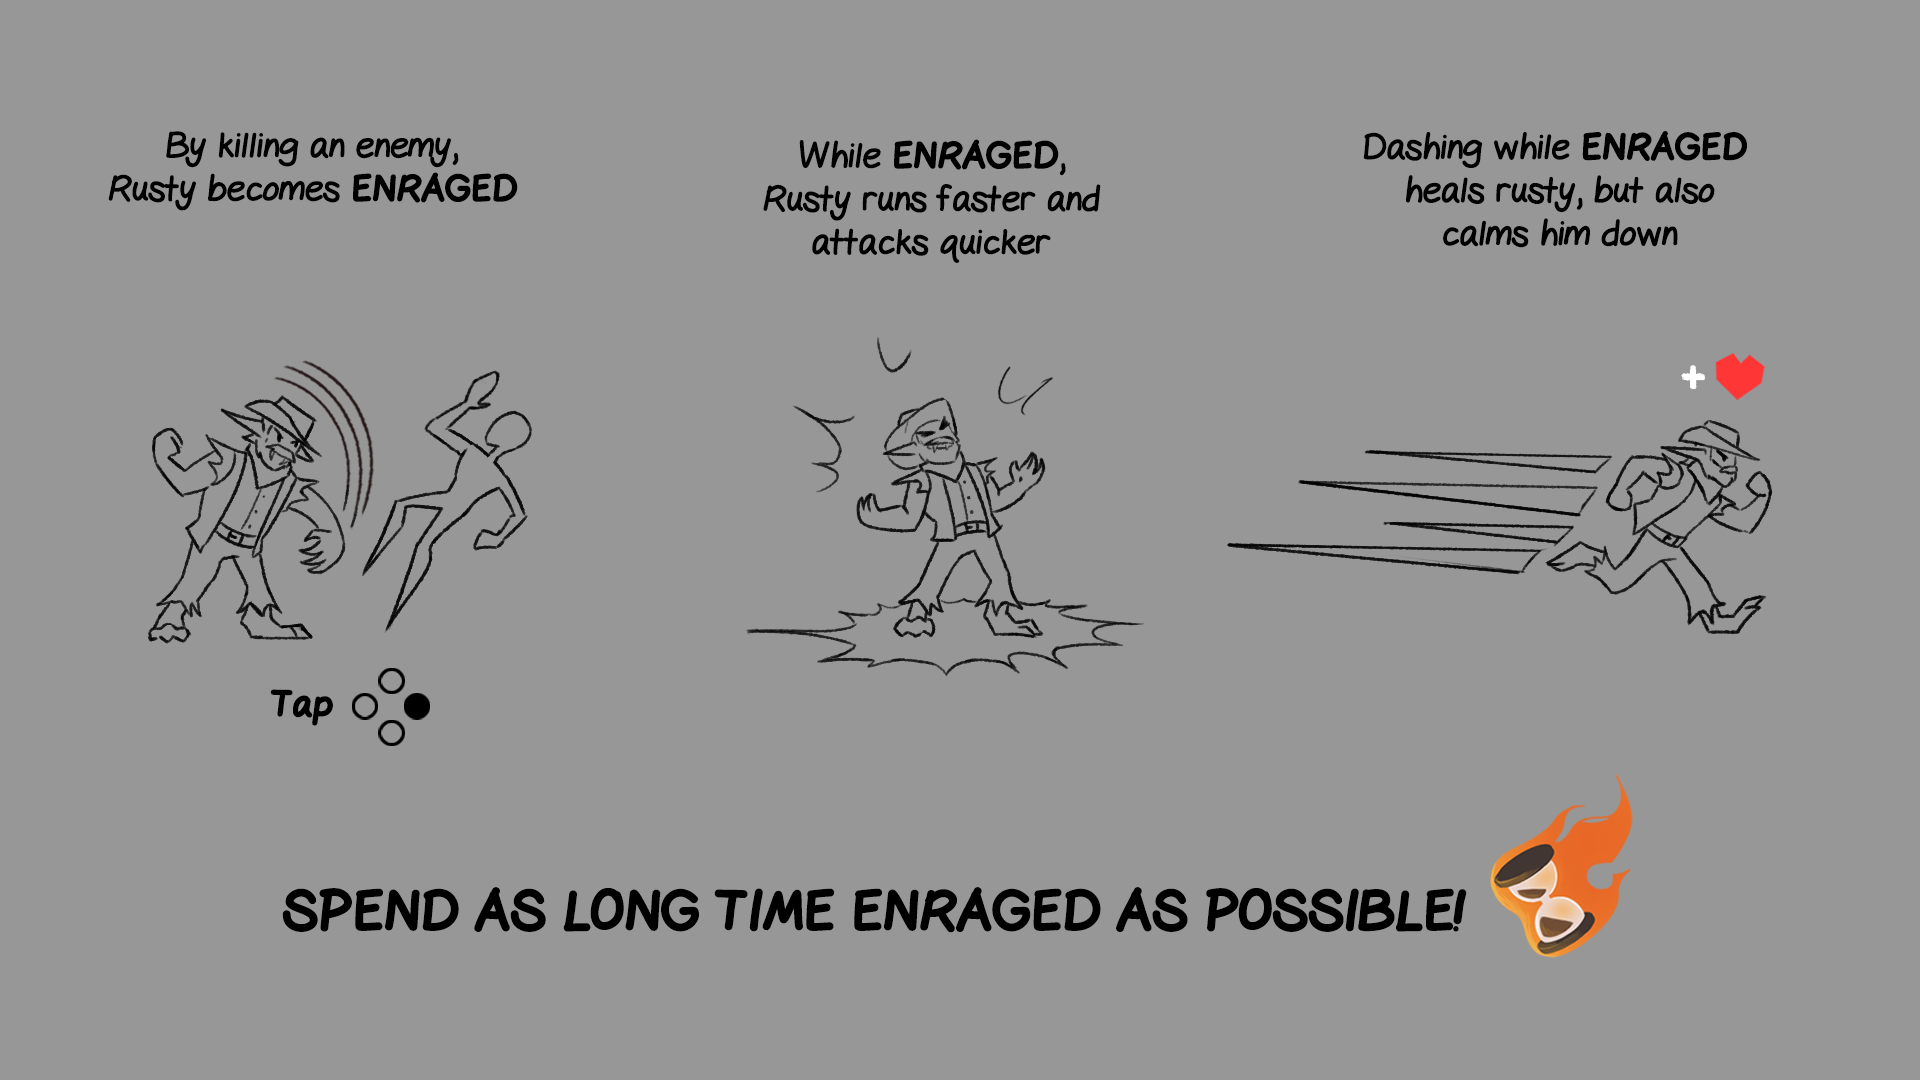 By killing an enemy,
Rusty becomes ENRAGED
While ENRAGED,
Rusty runs faster and
attacks quicker
Dashing while ENRAGED
heals rusty, but also
calms him down
+
Tap
SPEND AS LONG TIME ENRAGED AS POSSIBLE!